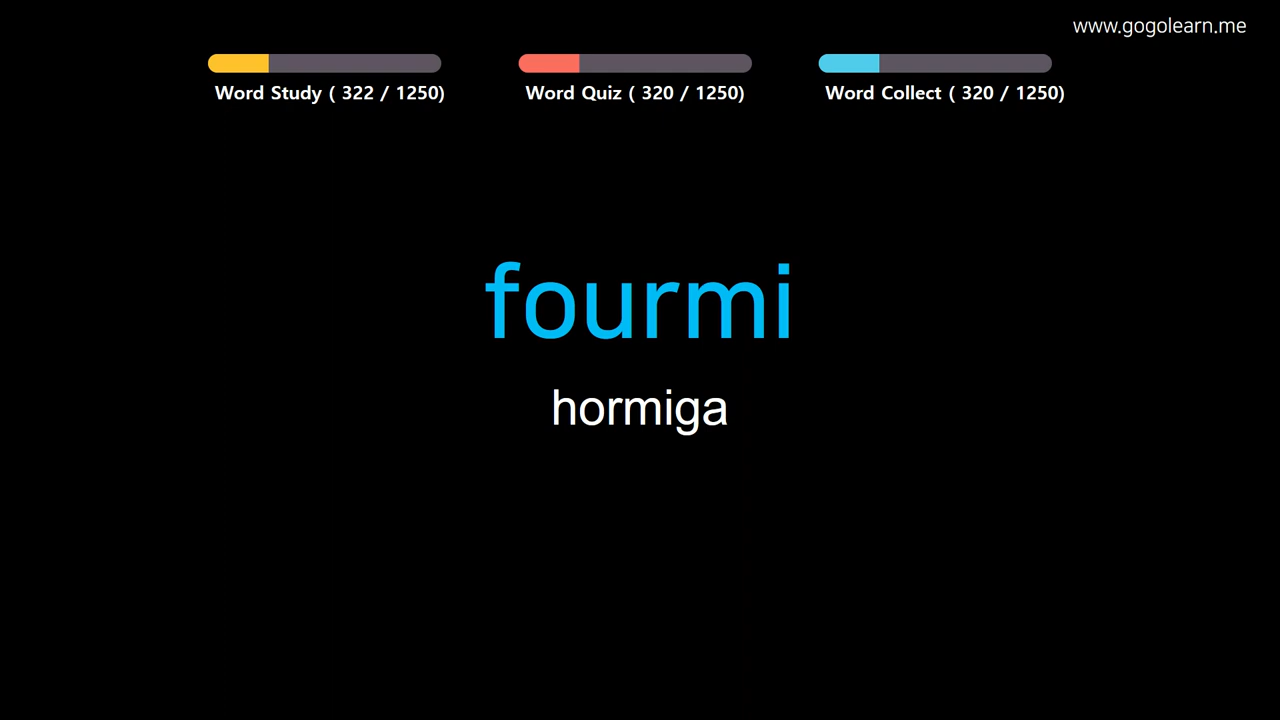 www.gogolearn.me
Word Study ( 322 / 1250)
Word Quiz ( 320 / 1250)
Word Collect ( 320 / 1250)
fourmi
hormiga